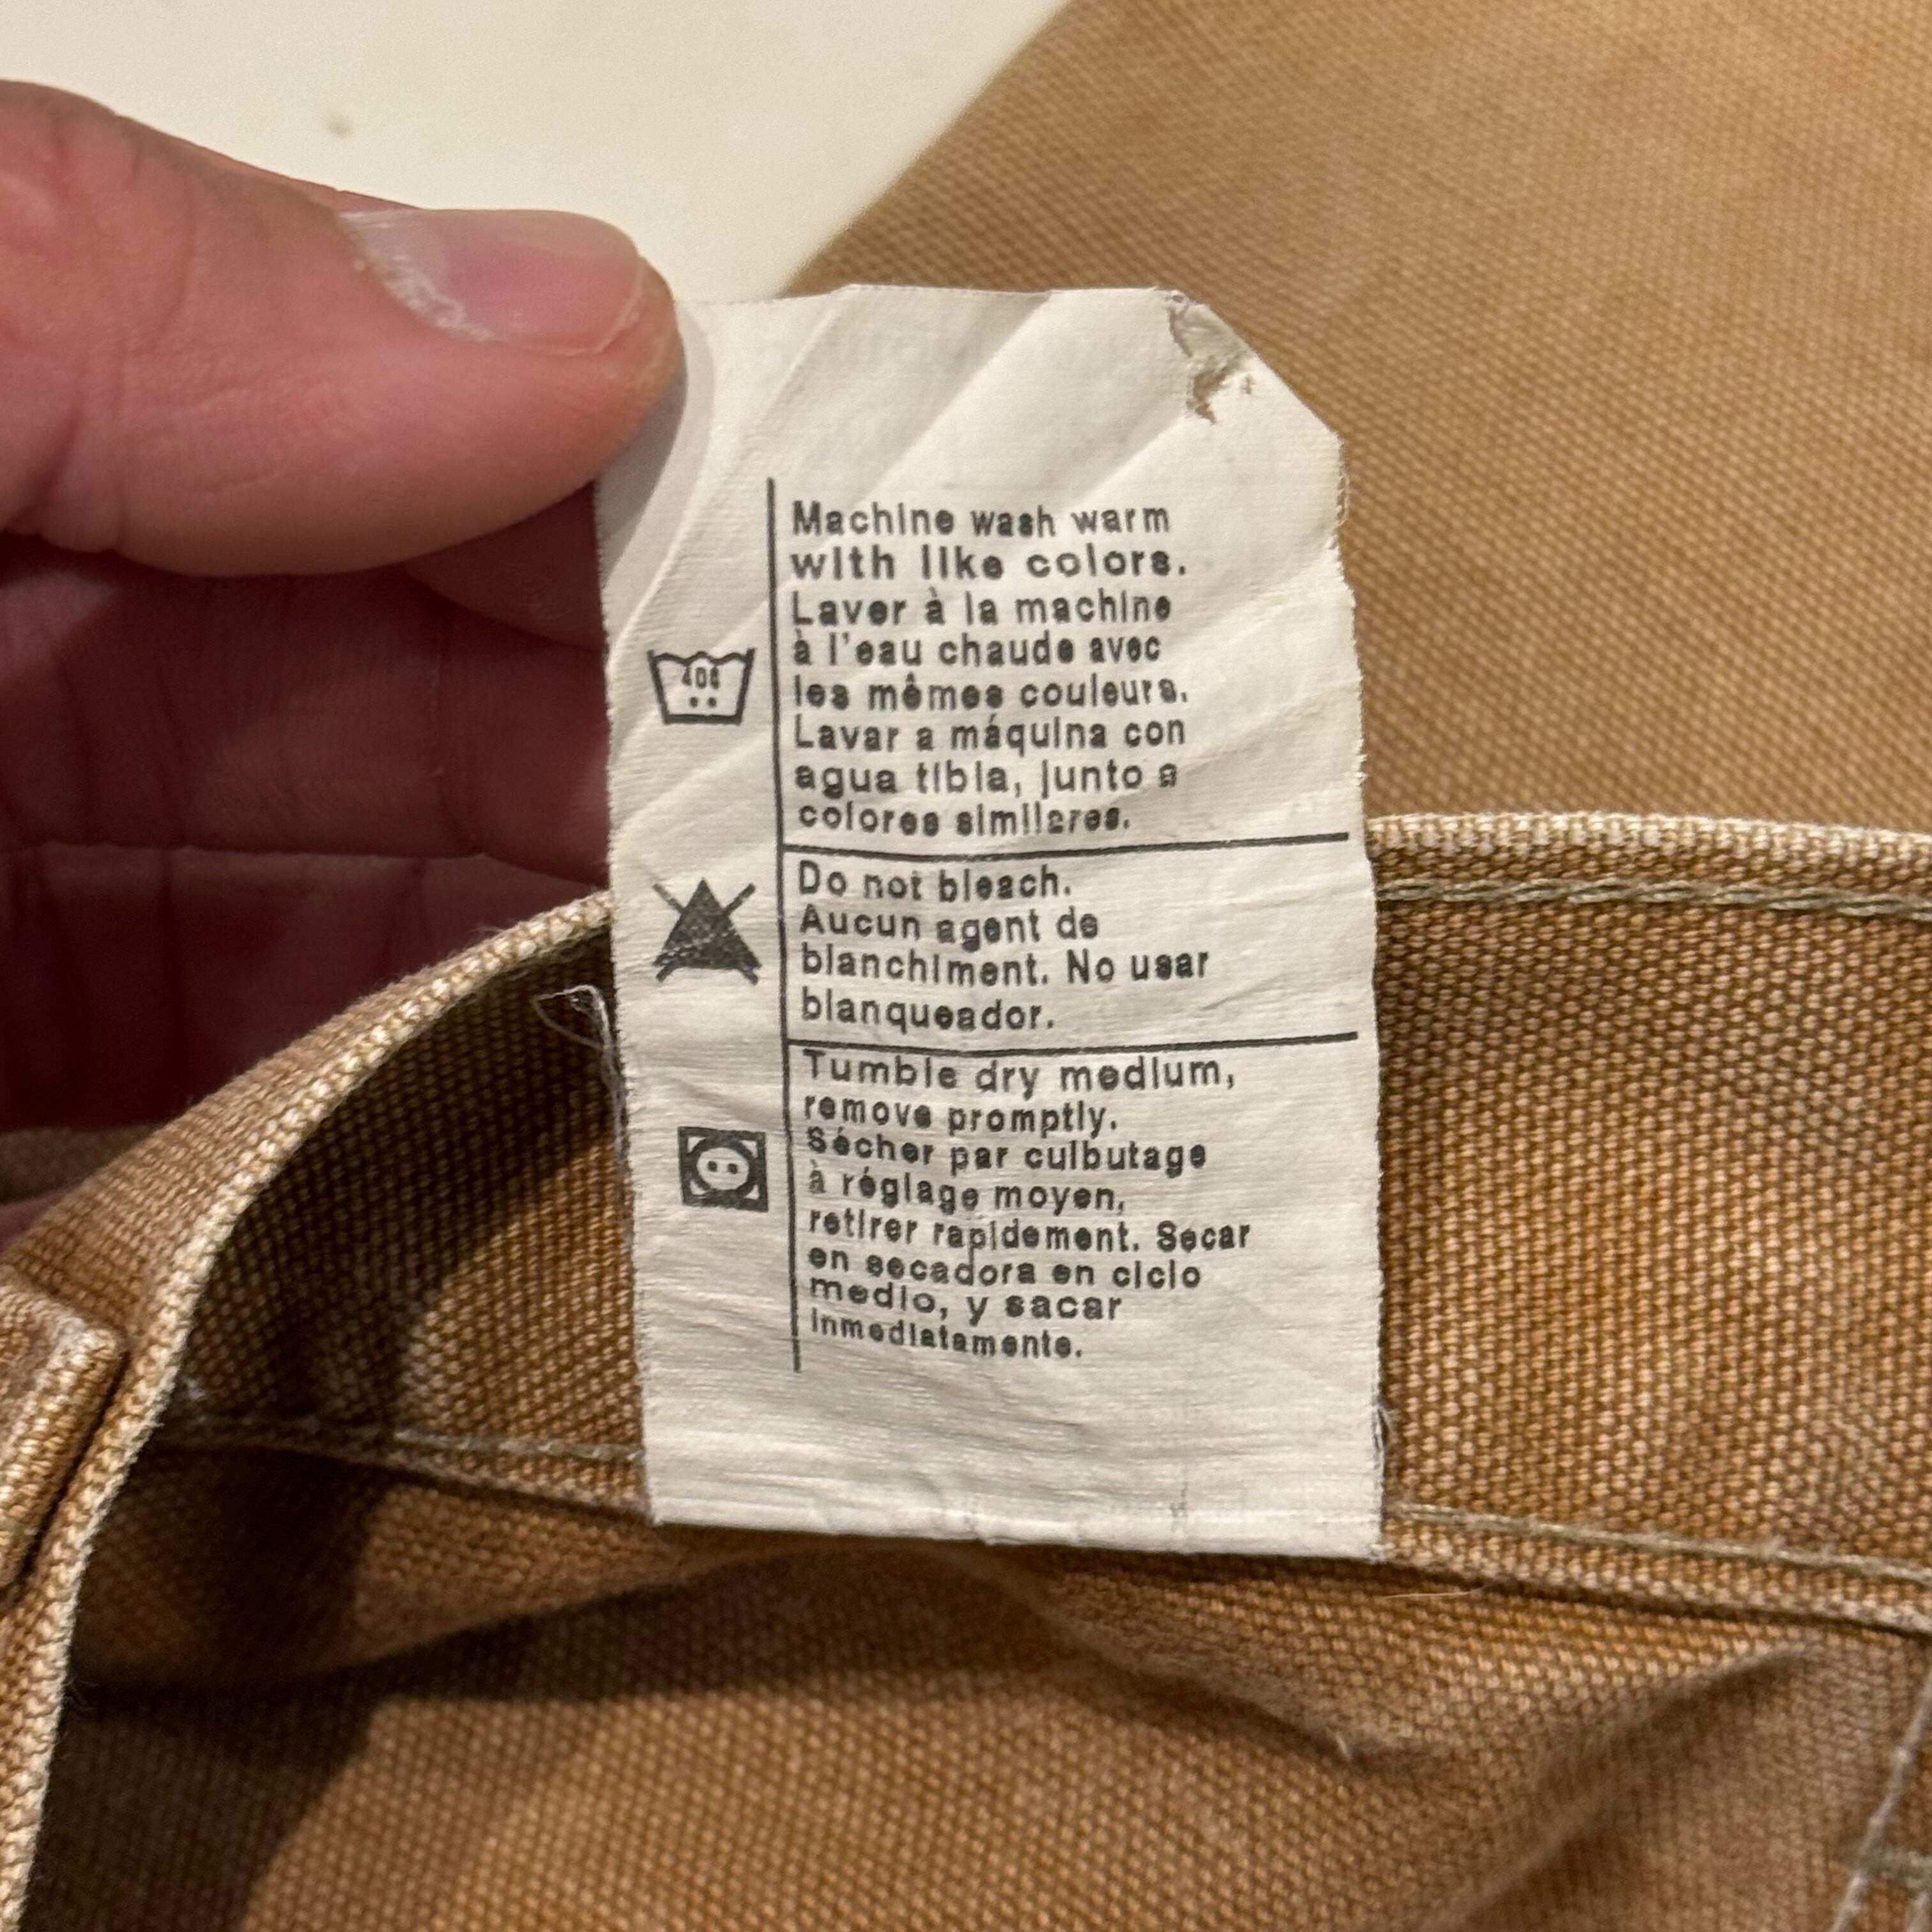 Machine wash warm
with like colors.
Laver à la machine
à l'eau chaude avec
les mêmes couleurs.
Lavar a máquina con
agua tibia, junto a
colores similares.
Do not bleach.
Aucun agent de
blanchiment. No usar
blanqueador.
Tumble dry medium,
remove promptly.
Sécher par culbutage
à réglage moyen,
retirer rapidement. Secar
en secadora en ciclo
medio, y sacar
inmediatamente.